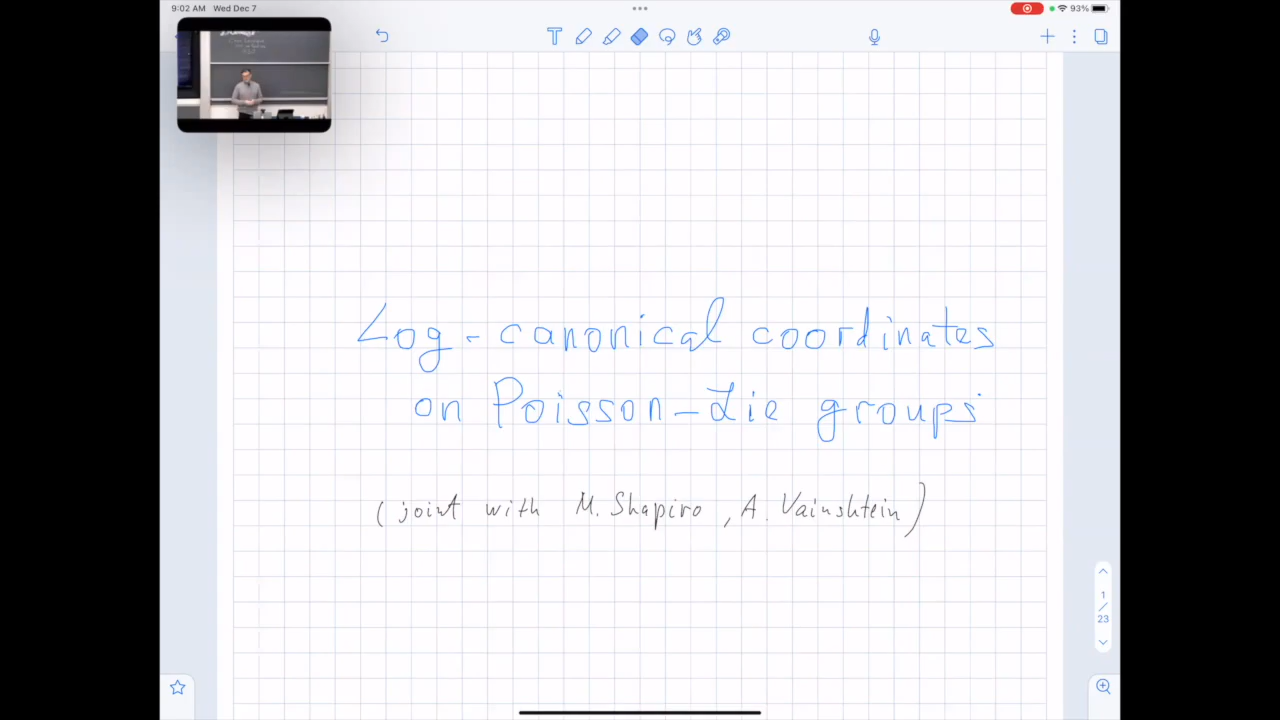 9:02 AM Wed Dec 7
93%
Log-canonical coordinates
on Poisson-Lie groups
(joint with M. Shapiro, A. Vainshtein)
1
/
23